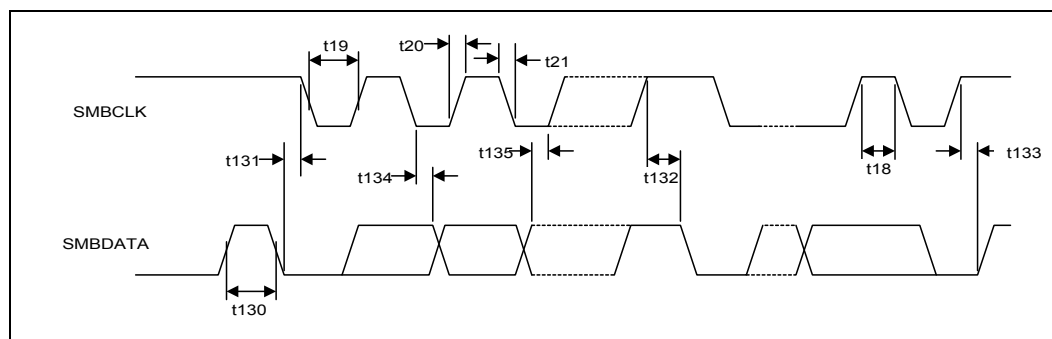 t19
t20
t21
SMBCLK
t131
t135
t133
t134
t132
t18
SMBDATA
t130